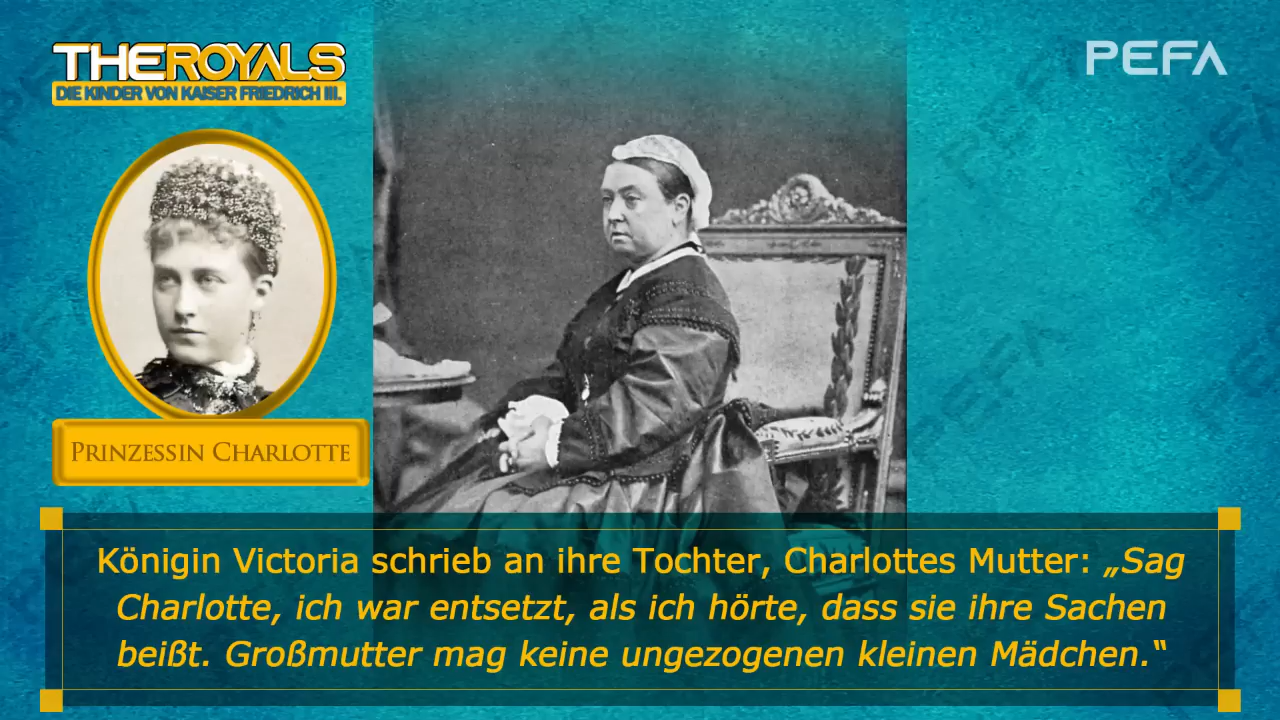 THEROYALS
DIE KINDER VON KAISER FRIEDRICH III.
PEFA
PRINZESSIN CHARLOTTE
Königin Victoria schrieb an ihre Tochter, Charlottes Mutter: „Sag
Charlotte, ich war entsetzt, als ich hörte, dass sie ihre Sachen
beißt. Großmutter mag keine ungezogenen kleinen Mädchen.“